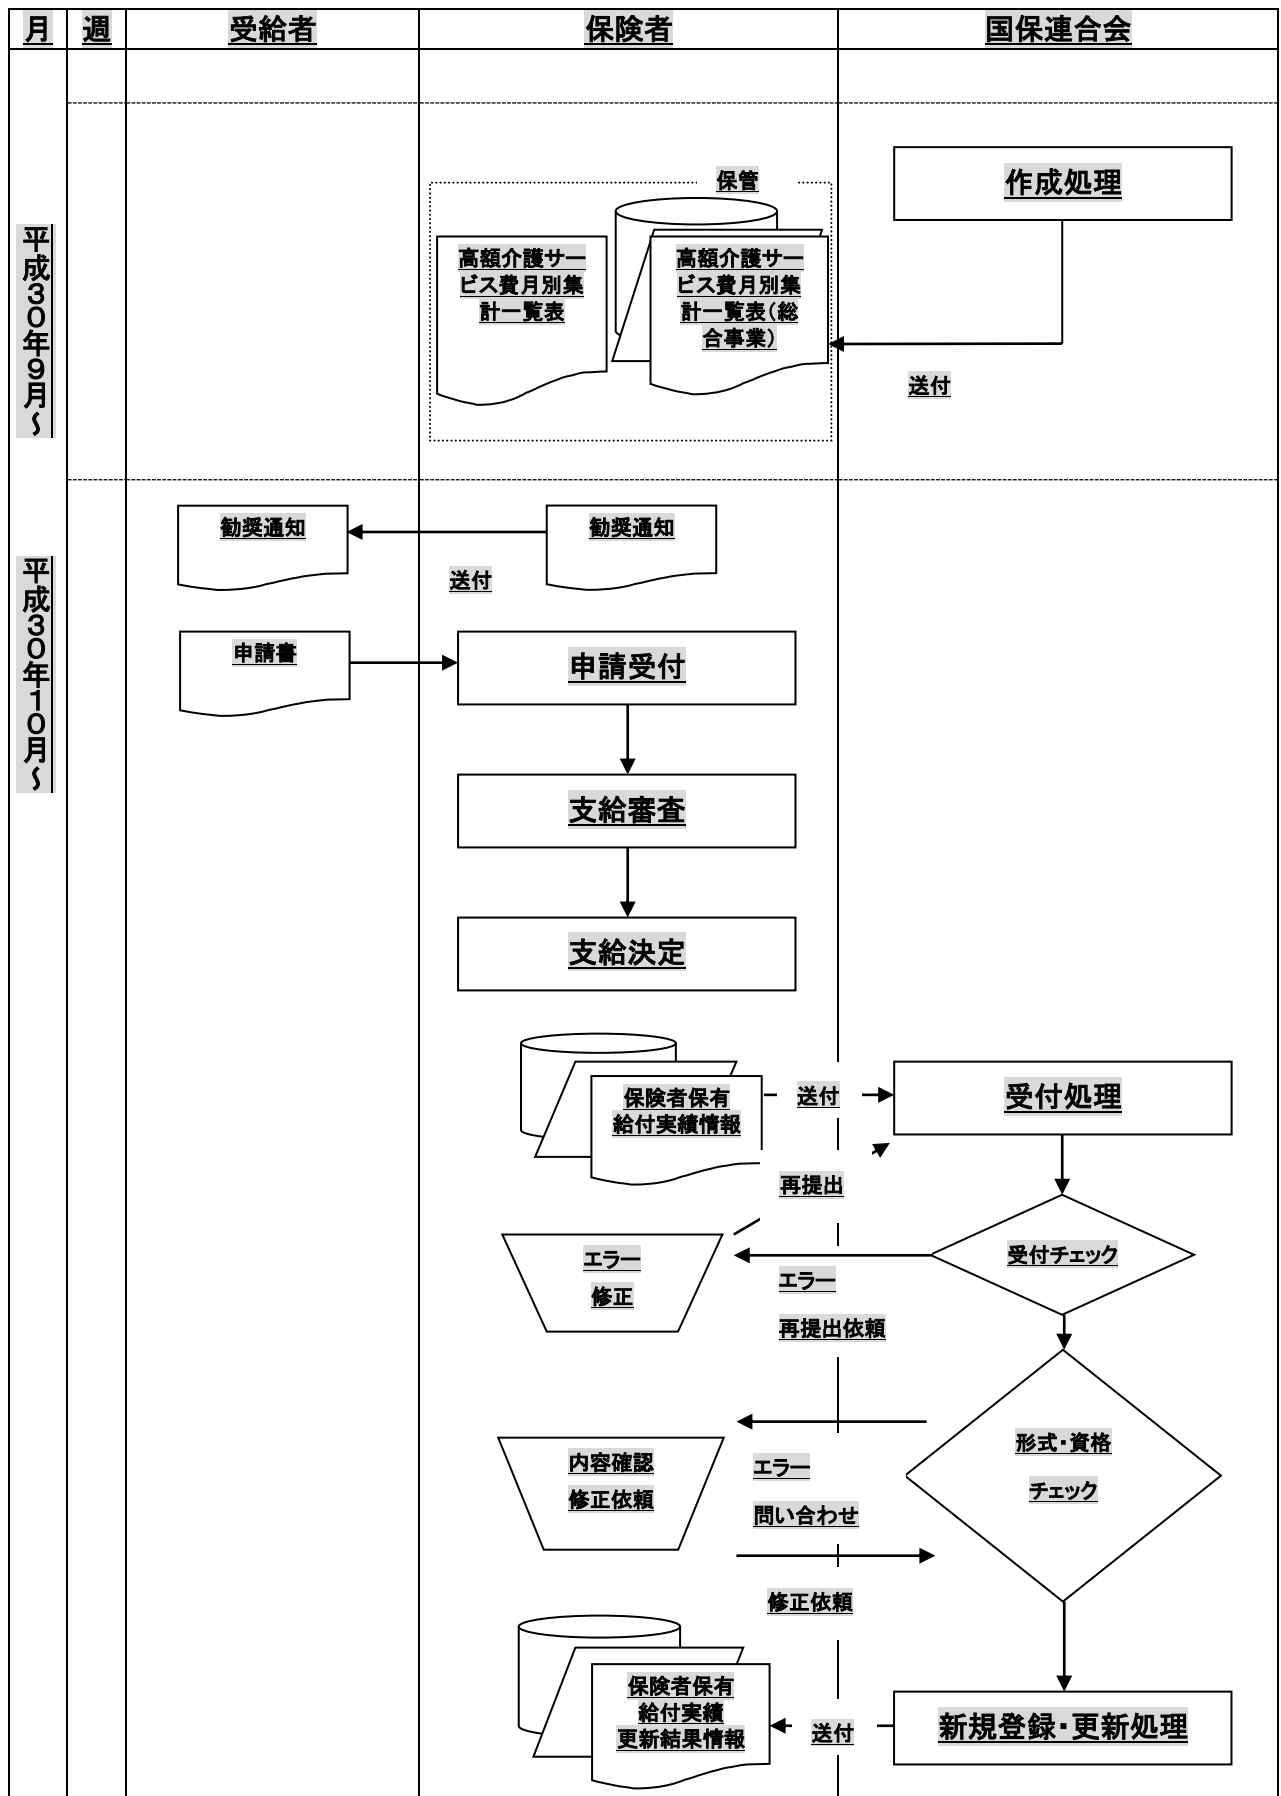 月
週
受給者
保険者
国保連合会
平成３０年９月～
保管
作成処理
高額介護サー
ビス費月別集
計一覧表
高額介護サー
ビス費月別集
計一覧表（総
合事業）
送付
平成３０年１０月～
勧奨通知
勧奨通知
送付
申請書
申請受付
支給審査
支給決定
保険者保有
給付実績情報
送付
受付処理
再提出
エラー
修正
受付チェック
エラー
再提出依頼
形式・資格
チェック
内容確認
修正依頼
エラー
問い合わせ
修正依頼
保険者保有
給付実績
更新結果情報
送付
新規登録・更新処理